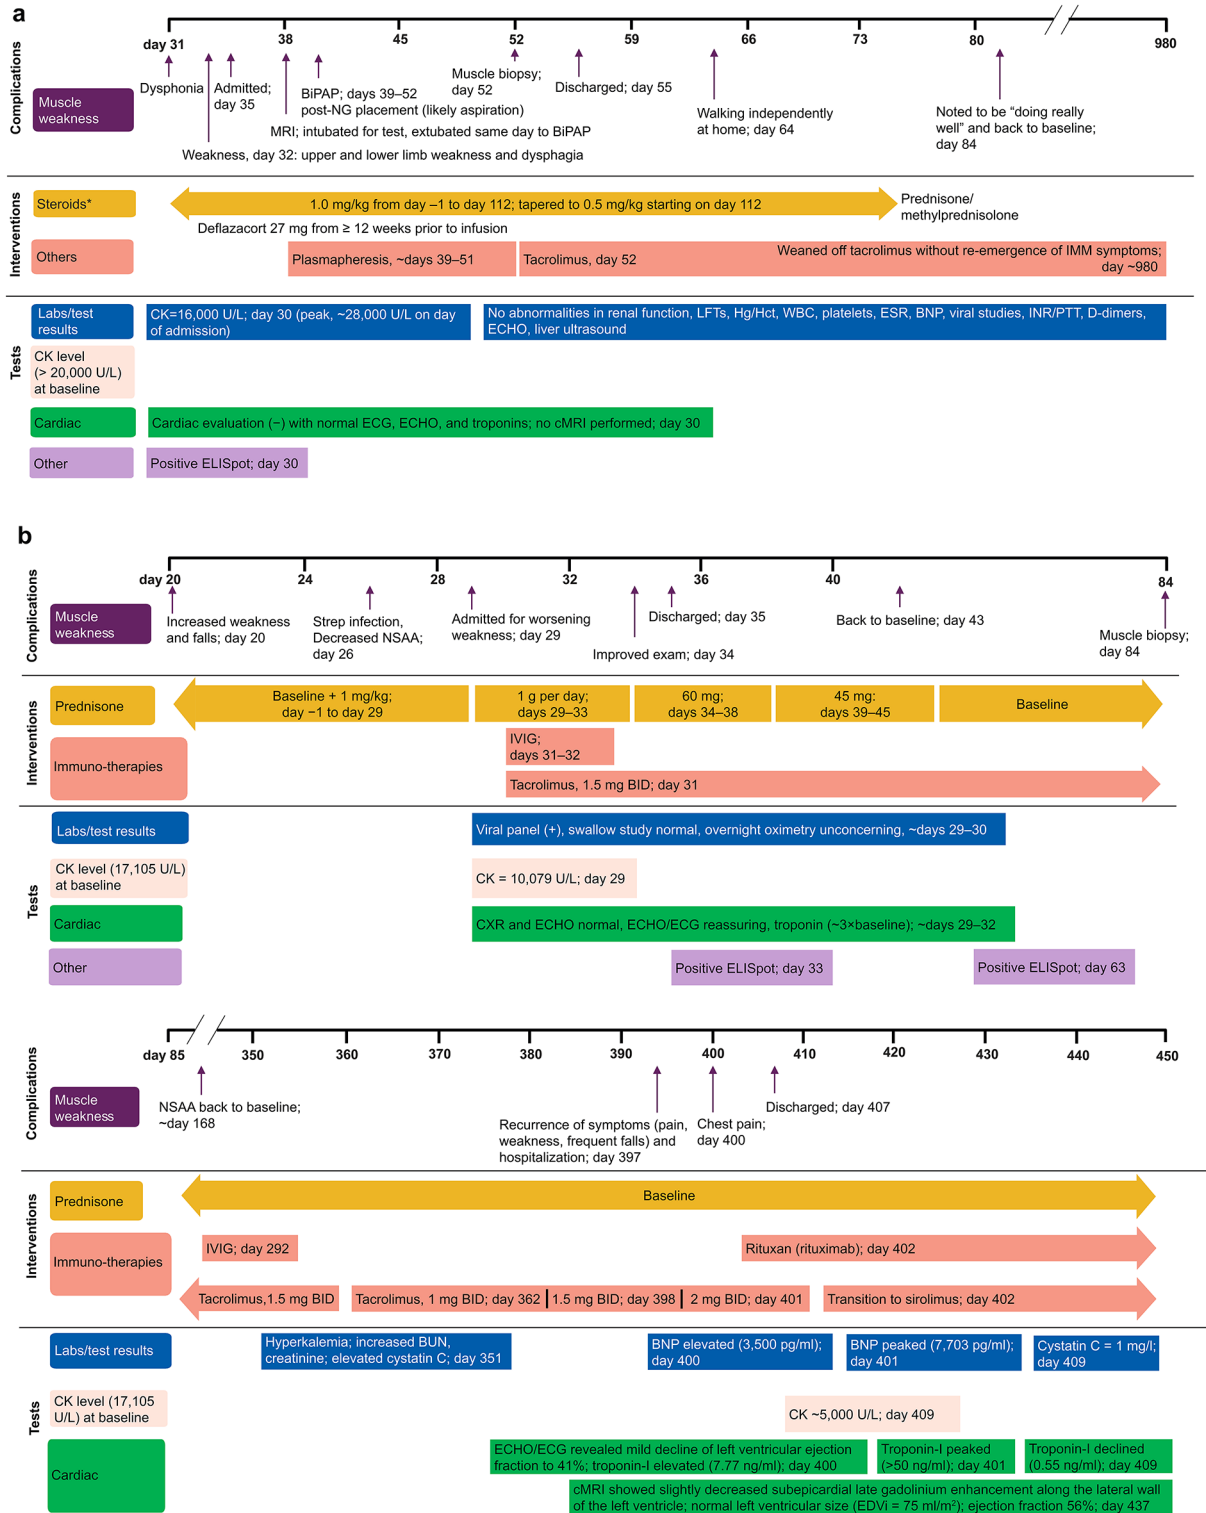 a
Complications
day 31
38
45
52
59
66
73
80
980
Muscle
weakness
Dysphonia
Admitted;
day 35
BiPAP; days 39–52
post-NG placement (likely aspiration)
MRI; intubated for test, extubated same day to BiPAP
Weakness, day 32: upper and lower limb weakness and dysphagia
Muscle biopsy;
day 52
Discharged; day 55
Walking independently
at home; day 64
Noted to be “doing really
well” and back to baseline;
day 84
Interventions
Steroids*
1.0 mg/kg from day –1 to day 112; tapered to 0.5 mg/kg starting on day 112
Prednisone/
methylprednisolone
Deflazacort 27 mg from ≥ 12 weeks prior to infusion
Others
Plasmapheresis, ~days 39–51
Tacrolimus, day 52
Weaned off tacrolimus without re-emergence of IMM symptoms;
day ~980
Tests
Labs/test
results
CK=16,000 U/L; day 30 (peak, ~28,000 U/L on day
of admission)
No abnormalities in renal function, LFTs, Hg/Hct, WBC, platelets, ESR, BNP, viral studies, INR/PTT, D-dimers,
ECHO, liver ultrasound
CK level
(> 20,000 U/L)
at baseline
Cardiac
Cardiac evaluation (−) with normal ECG, ECHO, and troponins; no cMRI performed; day 30
Other
Positive ELISpot; day 30
b
Complications
day 20
24
28
32
36
40
84
Muscle
weakness
Increased weakness
and falls; day 20
Strep infection,
Decreased NSAA;
day 26
Admitted for worsening
weakness; day 29
Improved exam; day 34
Discharged; day 35
Back to baseline; day 43
Muscle biopsy;
day 84
Interventions
Prednisone
Baseline + 1 mg/kg;
day −1 to day 29
1 g per day;
days 29–33
60 mg;
days 34–38
45 mg:
days 39–45
Baseline
Immuno-therapies
IVIG;
days 31–32
Tacrolimus, 1.5 mg BID; day 31
Tests
Labs/test results
Viral panel (+), swallow study normal, overnight oximetry unconcerning, ~days 29–30
CK level (17,105 U/L)
at baseline
CK = 10,079 U/L; day 29
Cardiac
CXR and ECHO normal, ECHO/ECG reassuring, troponin (~3×baseline); ~days 29–32
Other
Positive ELISpot; day 33
Positive ELISpot; day 63
Complications
day 85
350
360
370
380
390
400
410
420
430
440
450
Muscle
weakness
NSAA back to baseline;
~day 168
Recurrence of symptoms (pain,
weakness, frequent falls) and
hospitalization; day 397
Chest pain;
day 400
Discharged; day 407
Interventions
Prednisone
Baseline
Immuno-therapies
IVIG; day 292
Rituxan (rituximab); day 402
Tacrolimus,1.5 mg BID
Tacrolimus, 1 mg BID; day 362
1.5 mg BID; day 398
2 mg BID; day 401
Transition to sirolimus; day 402
Tests
Labs/test results
Hyperkalemia; increased BUN,
creatinine; elevated cystatin C; day 351
BNP elevated (3,500 pg/ml);
day 400
BNP peaked (7,703 pg/ml);
day 401
Cystatin C = 1 mg/l;
day 409
CK level (17,105
U/L) at baseline
CK ~5,000 U/L; day 409
Cardiac
ECHO/ECG revealed mild decline of left ventricular ejection
fraction to 41%; troponin-I elevated (7.77 ng/ml); day 400
Troponin-I peaked
(>50 ng/ml); day 401
Troponin-I declined
(0.55 ng/ml); day 409
cMRI showed slightly decreased subepicardial late gadolinium enhancement along the lateral wall
of the left ventricle; normal left ventricular size (EDVi = 75 ml/m²); ejection fraction 56%; day 437